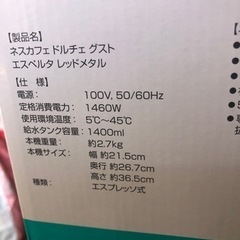 【製品名】
ネスカフェ ドルチェ グスト
エスペルタ レッドメタル
【仕 様】
電源: 100V, 50/60Hz
定格消費電力: 1460W
使用環境温度: 5℃～45℃
給水タンク容量: 1400ml
本機重量: 約2.7kg
本機サイズ: 幅 約21.5cm
奥行 約26.7cm
高さ 約36.5cm
種類: エスプレッソ式